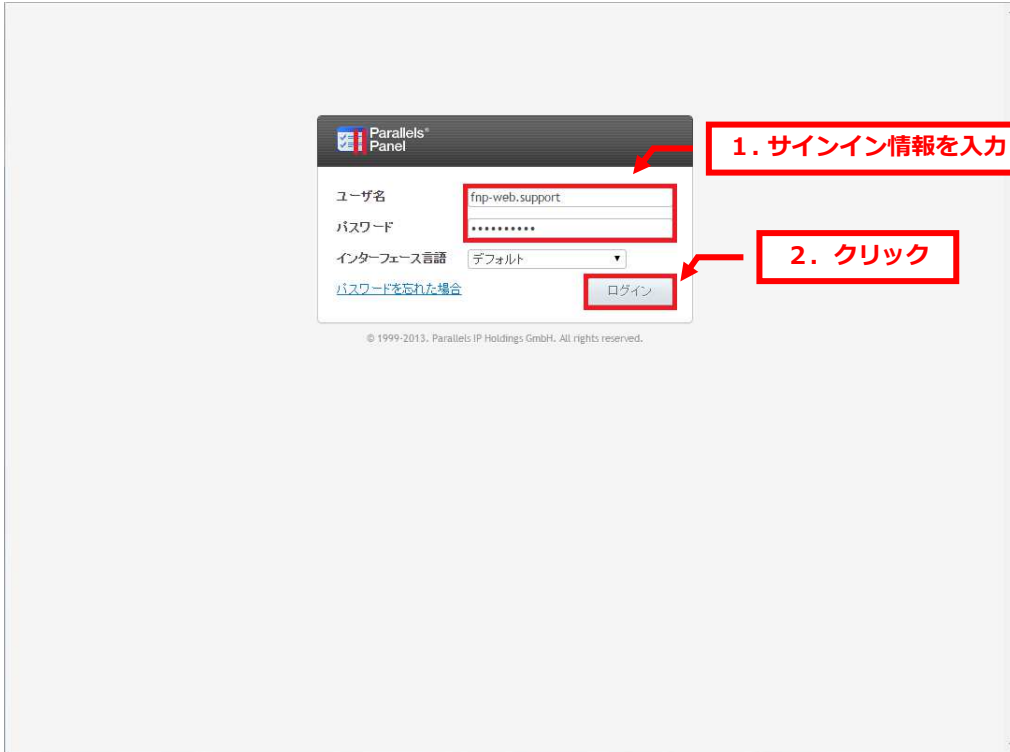 Parallels®
Panel
1．サインイン情報を入力
ユーザ名 fnp-web.support
パスワード ••••••••••
2．クリック
インターフェース言語 デフォルト
パスワードを忘れた場合 ログイン
© 1999-2013. Parallels IP Holdings GmbH. All rights reserved.